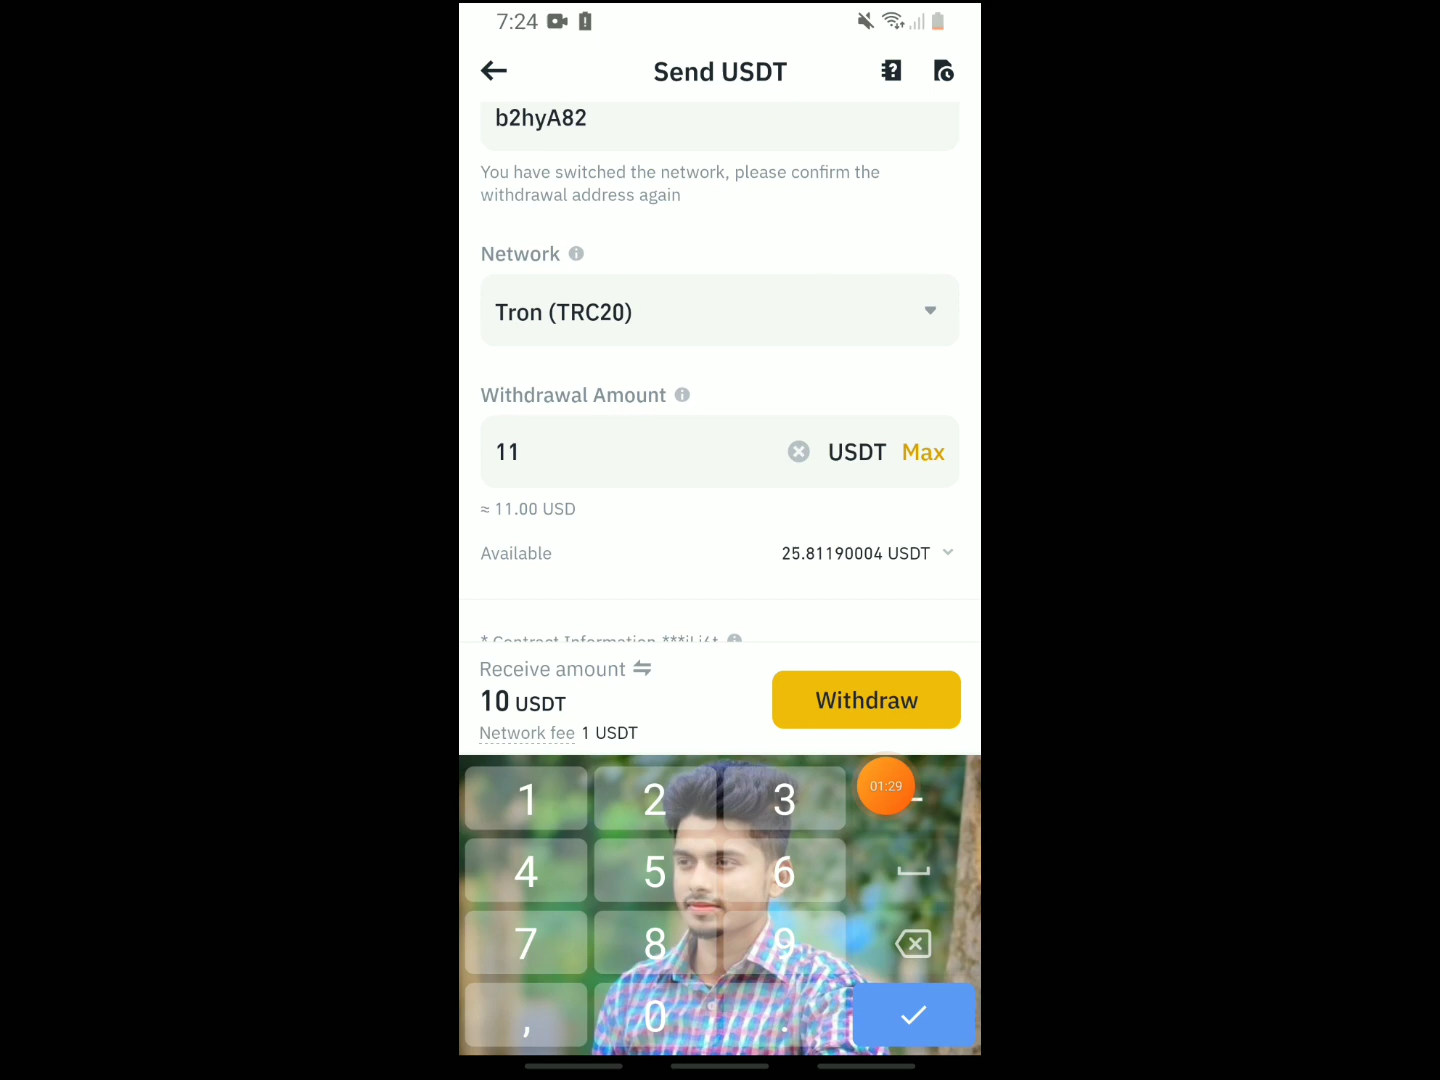 7:24
Send USDT
b2hyA82
You have switched the network, please confirm the
withdrawal address again
Network
Tron (TRC20)
Withdrawal Amount
11 USDT Max
≈ 11.00 USD
Available 25.81190004 USDT
* Contract Information
Receive amount
10 USDT
Network fee 1 USDT
Withdraw
1 2 3 -
01:29
4 5 6
7 8 9
, 0 .